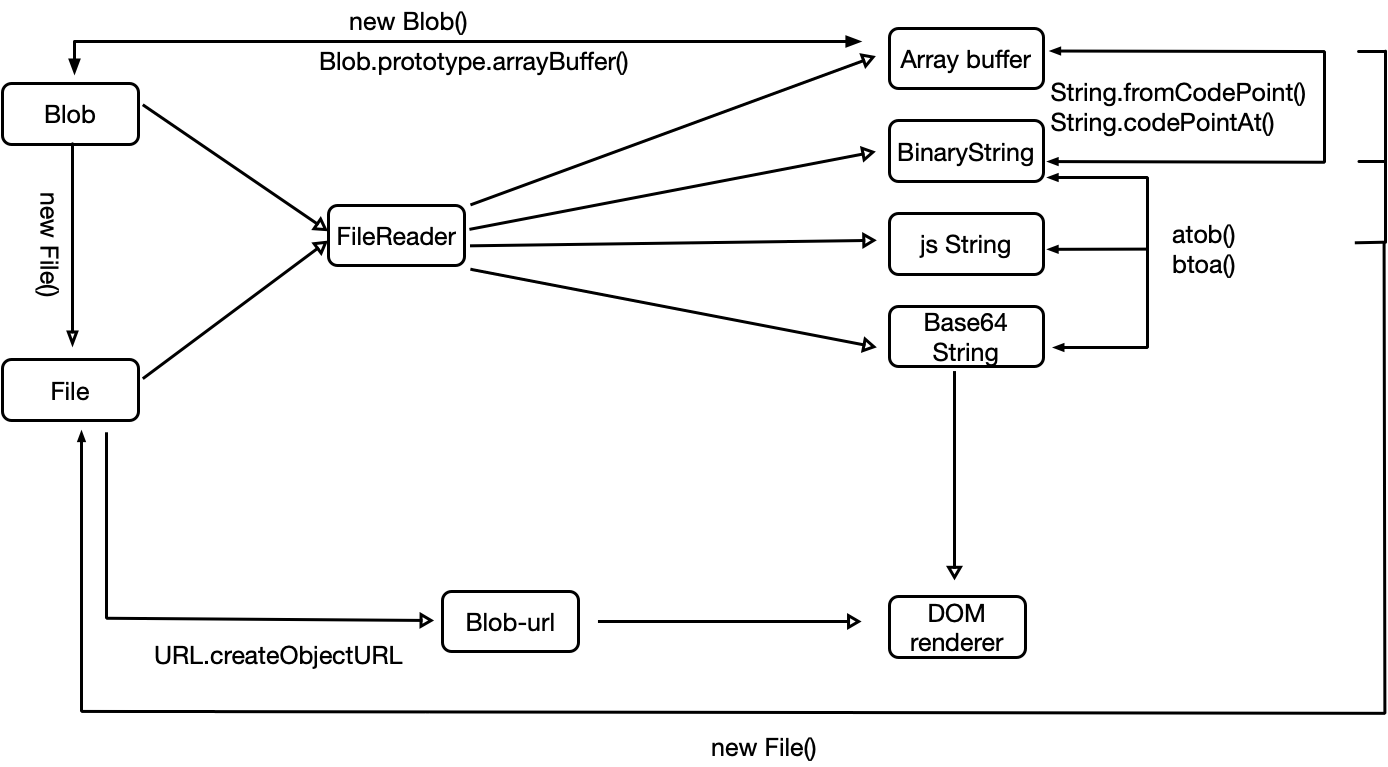 new Blob()
Blob.prototype.arrayBuffer()
Array buffer
Blob
String.fromCodePoint()
String.codePointAt()
BinaryString
new File()
FileReader
js String
atob()
btoa()
Base64
String
File
Blob-url
DOM
renderer
URL.createObjectURL
new File()